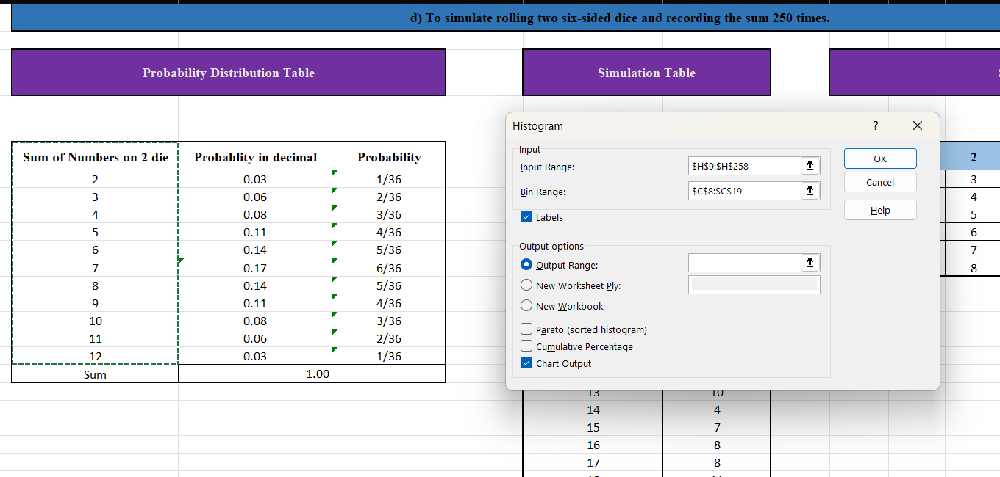 d) To simulate rolling two six-sided dice and recording the sum 250 times.
Probability Distribution Table
Simulation Table
Sum of Numbers on 2 die Probablity in decimal Probability
2 0.03 1/36
3 0.06 2/36
4 0.08 3/36
5 0.11 4/36
6 0.14 5/36
7 0.17 6/36
8 0.14 5/36
9 0.11 4/36
10 0.08 3/36
11 0.06 2/36
12 0.03 1/36
Sum 1.00
Histogram ? ×
Input
Input Range: $H$9:$H$258
Bin Range: $C$8:$C$19
Labels
Output options
Output Range:
New Worksheet Ply:
New Workbook
Pareto (sorted histogram)
Cumulative Percentage
Chart Output
OK
Cancel
Help
2
3
4
5
6
7
8
13 10
14 4
15 7
16 8
17 8